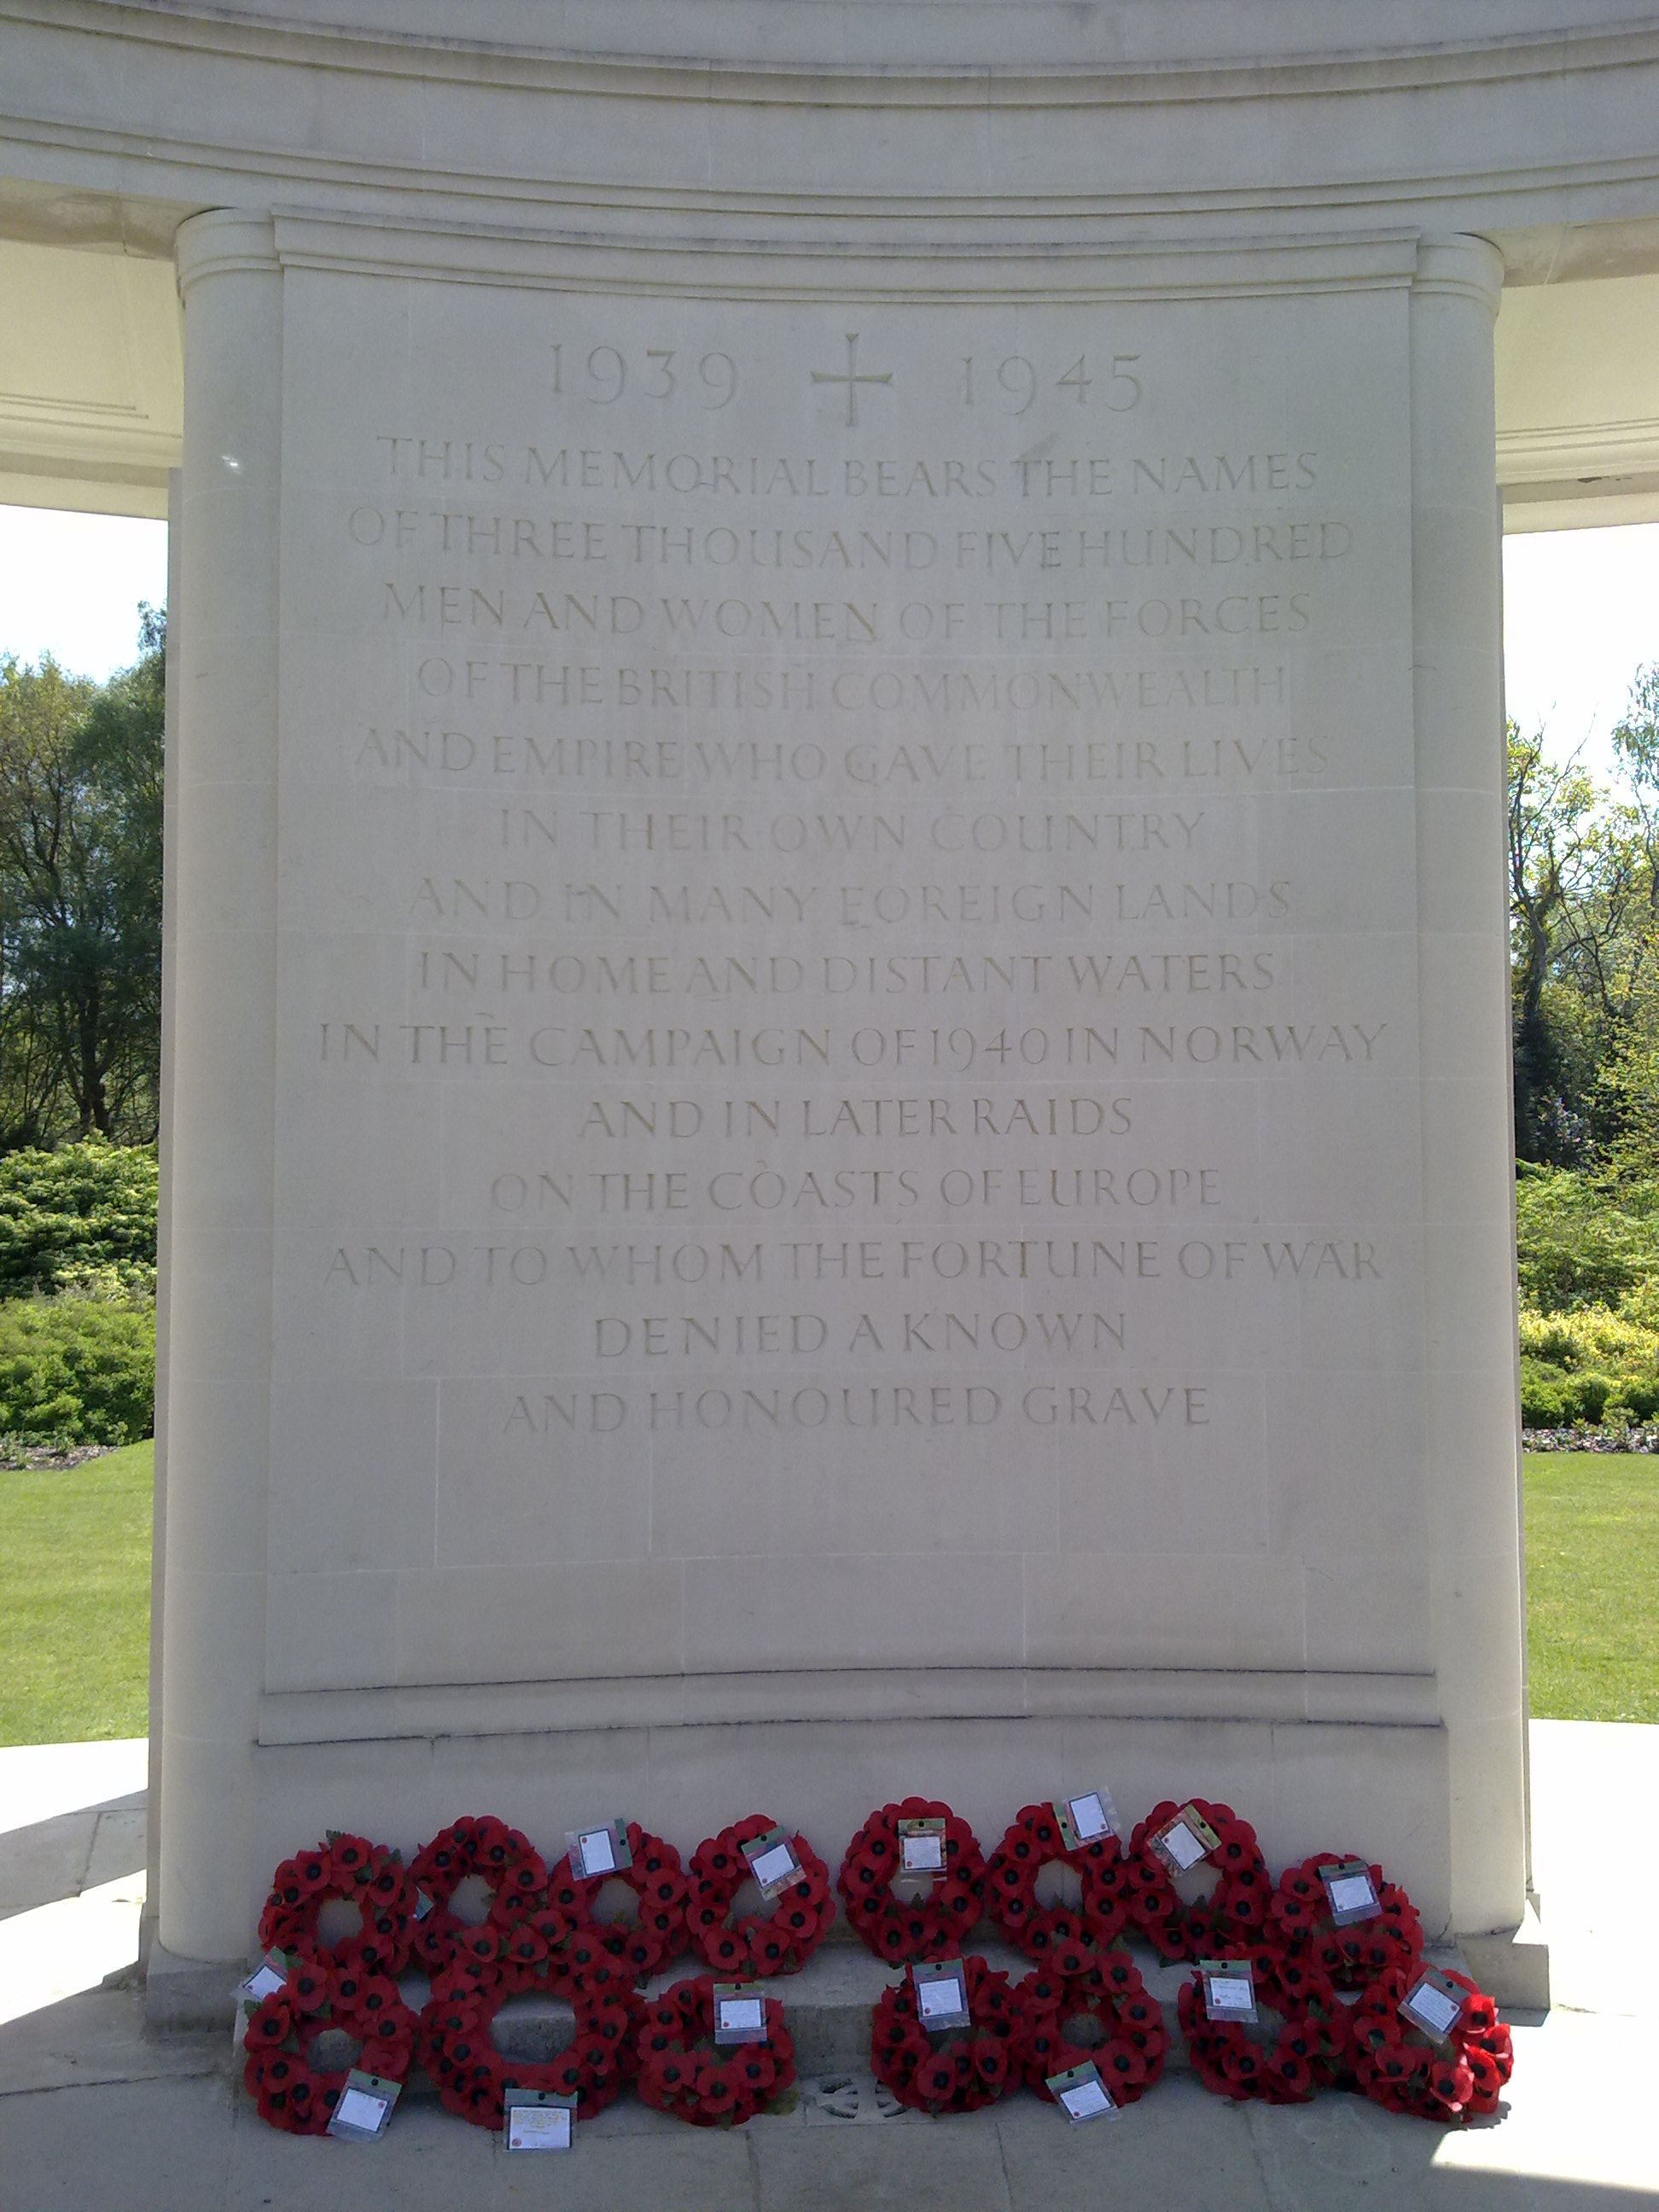 1939 1945
THIS MEMORIAL BEARS THE NAMES
OF THREE THOUSAND FIVE HUNDRED
MEN AND WOMEN OF THE FORCES
OF THE BRITISH COMMONWEALTH
AND EMPIRE WHO GAVE THEIR LIVES
IN THEIR OWN COUNTRY
AND IN MANY FOREIGN LANDS
IN HOME AND DISTANT WATERS
IN THE CAMPAIGN OF 1940 IN NORWAY
AND IN LATER RAIDS
ON THE COASTS OF EUROPE
AND TO WHOM THE FORTUNE OF WAR
DENIED A KNOWN
AND HONOURED GRAVE